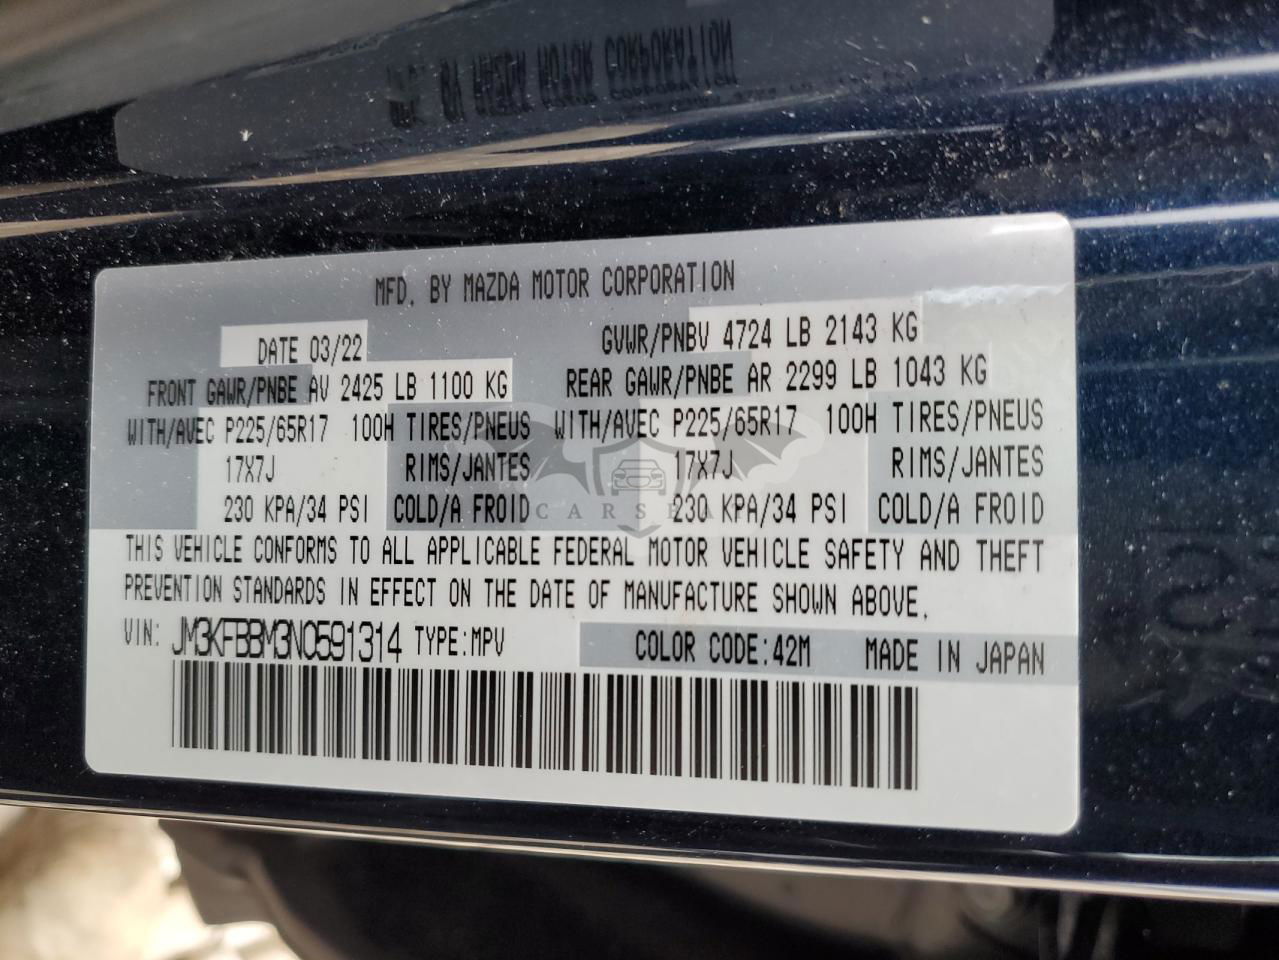 MFD. BY MAZDA MOTOR CORPORATION
DATE 03/22 GVWR/PNBV 4724 LB 2143 KG
FRONT GAWR/PNBE AV 2425 LB 1100 KG REAR GAWR/PNBE AR 2299 LB 1043 KG
WITH/AVEC P225/65R17 100H TIRES/PNEUS WITH/AVEC P225/65R17 100H TIRES/PNEUS
17X7J RIMS/JANTES 17X7J RIMS/JANTES
230 KPA/34 PSI COLD/A FROID 230 KPA/34 PSI COLD/A FROID
THIS VEHICLE CONFORMS TO ALL APPLICABLE FEDERAL MOTOR VEHICLE SAFETY AND THEFT
PREVENTION STANDARDS IN EFFECT ON THE DATE OF MANUFACTURE SHOWN ABOVE.
VIN: JM3KFBBM3N0591314 TYPE:MPV COLOR CODE:42M MADE IN JAPAN